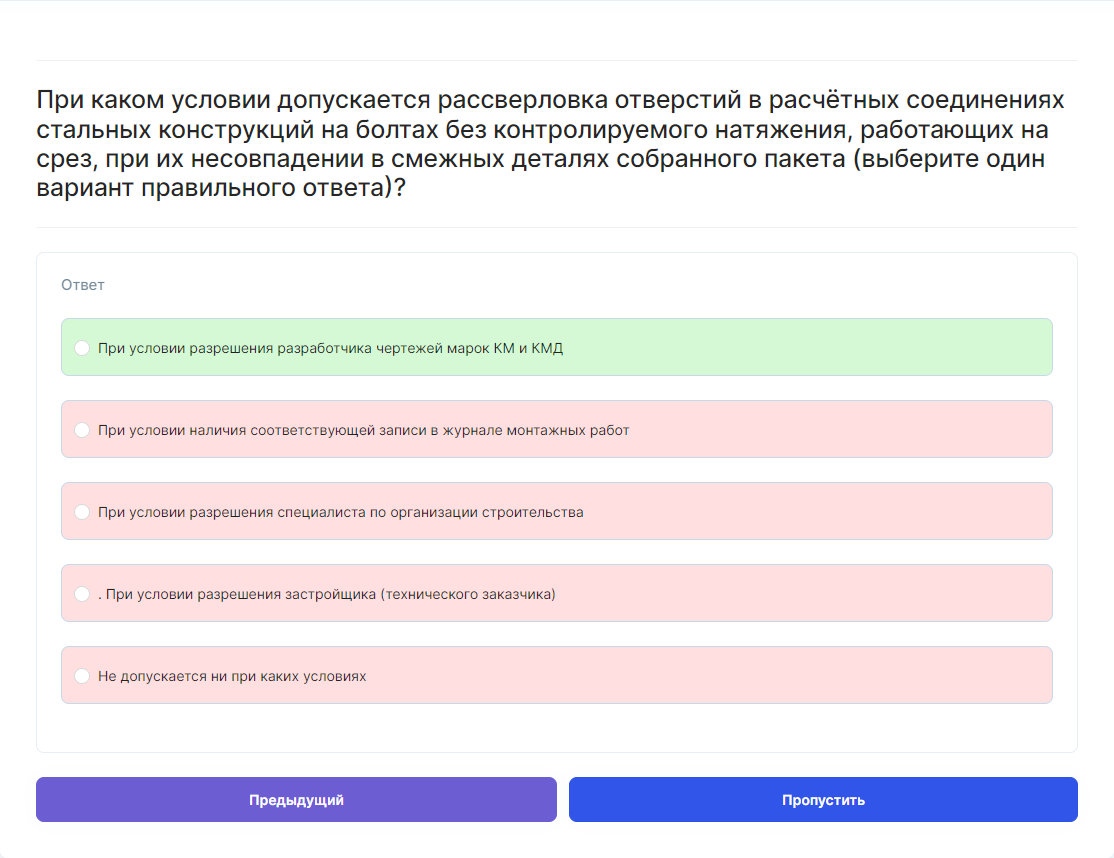 При каком условии допускается рассверловка отверстий в расчётных соединениях
стальных конструкций на болтах без контролируемого натяжения, работающих на
срез, при их несовпадении в смежных деталях собранного пакета (выберите один
вариант правильного ответа)?
Ответ
При условии разрешения разработчика чертежей марок КМ и КМД
При условии наличия соответствующей записи в журнале монтажных работ
При условии разрешения специалиста по организации строительства
. При условии разрешения застройщика (технического заказчика)
Не допускается ни при каких условиях
Предыдущий
Пропустить